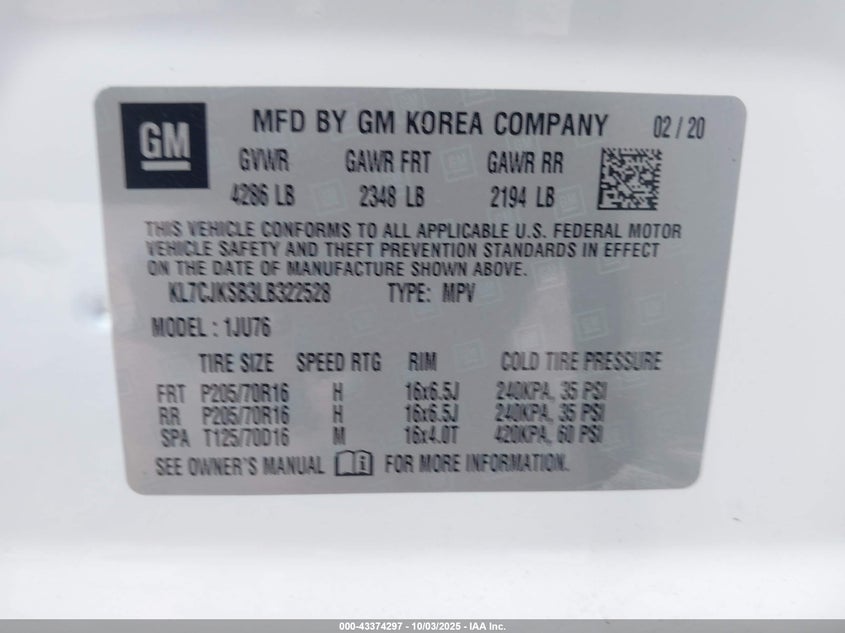 GM MFD BY GM KOREA COMPANY 02 / 20
GVWR GAWR FRT GAWR RR
4286 LB 2348 LB 2194 LB
THIS VEHICLE CONFORMS TO ALL APPLICABLE U.S. FEDERAL MOTOR
VEHICLE SAFETY AND THEFT PREVENTION STANDARDS IN EFFECT
ON THE DATE OF MANUFACTURE SHOWN ABOVE.
KL7CJKSB3LB322528 TYPE: MPV
MODEL : 1JU76
TIRE SIZE SPEED RTG RIM COLD TIRE PRESSURE
FRT P205/70R16 H 16x6.5J 240KPA, 35 PSI
RR P205/70R16 H 16x6.5J 240KPA, 35 PSI
SPA T125/70D16 M 16x4.0T 420KPA, 60 PSI
SEE OWNER'S MANUAL FOR MORE INFORMATION.
000-43374297 - 10/03/2025 - IAA Inc.